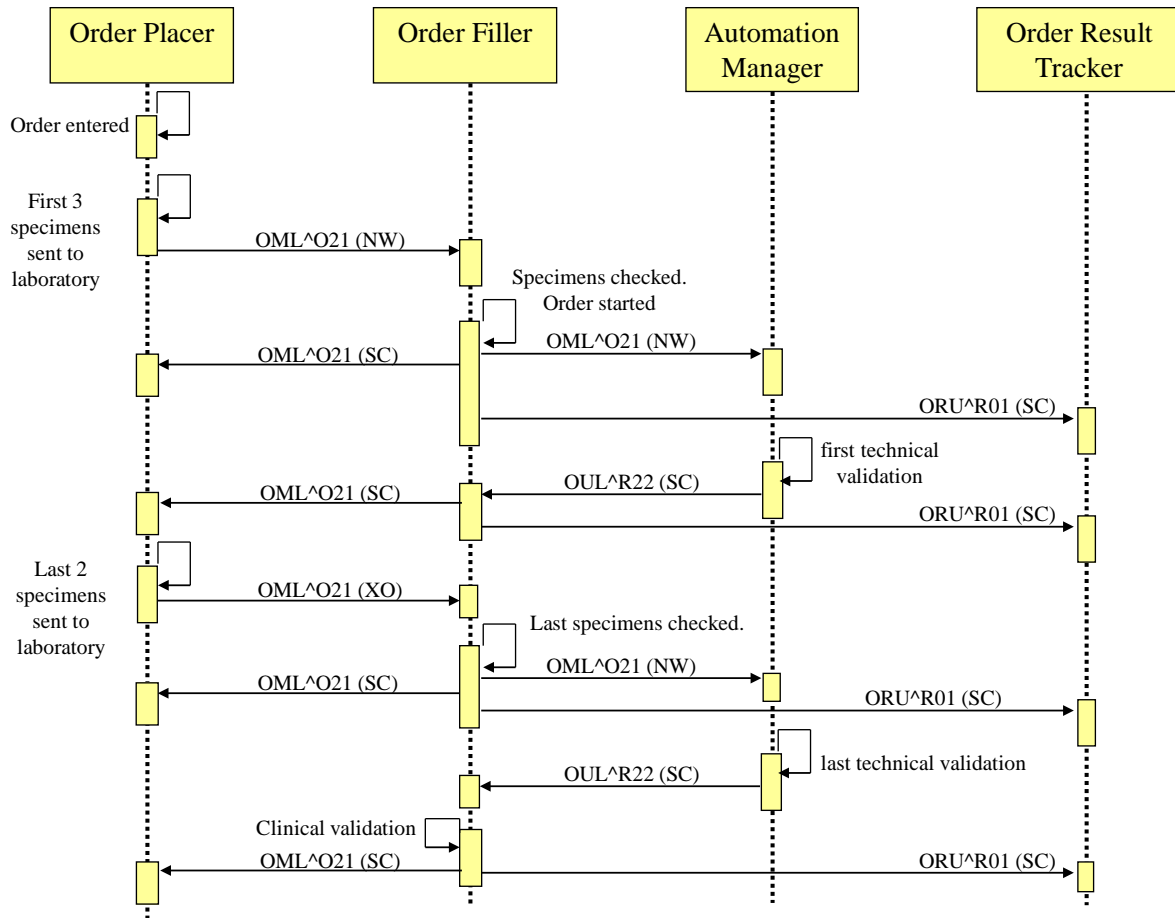 Order Placer
Order Filler
Automation
Manager
Order Result
Tracker
Order entered
First 3
specimens
sent to
laboratory
OML^O21 (NW)
Specimens checked.
Order started
OML^O21 (NW)
OML^O21 (SC)
ORU^R01 (SC)
first technical
validation
OUL^R22 (SC)
OML^O21 (SC)
ORU^R01 (SC)
Last 2
specimens
sent to
laboratory
OML^O21 (XO)
Last specimens checked.
OML^O21 (NW)
OML^O21 (SC)
ORU^R01 (SC)
last technical validation
OUL^R22 (SC)
Clinical validation
OML^O21 (SC)
ORU^R01 (SC)